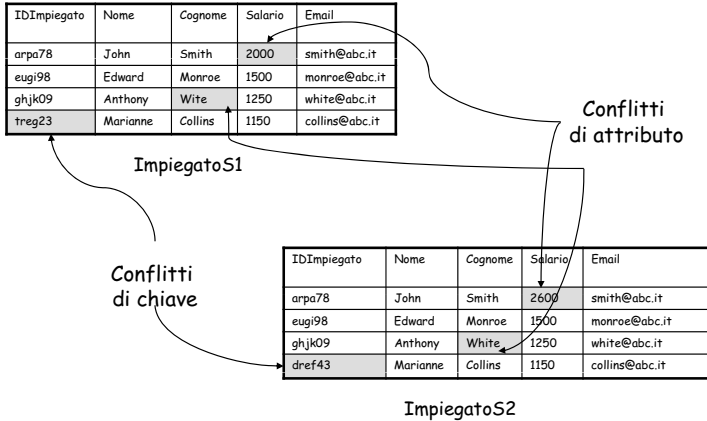 IDImpiegato Nome Cognome Salario Email
arpa78 John Smith 2000 smith@abc.it
eugi98 Edward Monroe 1500 monroe@abc.it
ghjk09 Anthony Wite 1250 white@abc.it
treg23 Marianne Collins 1150 collins@abc.it
ImpiegatoS1
Conflitti
di attributo
Conflitti
di chiave
IDImpiegato Nome Cognome Salario Email
arpa78 John Smith 2600 smith@abc.it
eugi98 Edward Monroe 1500 monroe@abc.it
ghjk09 Anthony White 1250 white@abc.it
dref43 Marianne Collins 1150 collins@abc.it
ImpiegatoS2